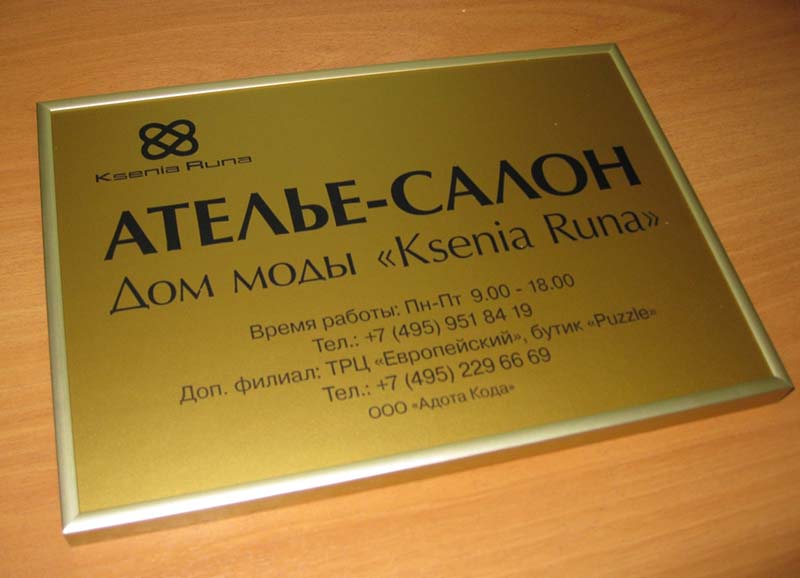 Ksenia Runa
АТЕЛЬЕ-САЛОН
Дом моды «Ksenia Runa»
Время работы: Пн-Пт 9.00 - 18.00
Тел.: +7 (495) 951 84 19
Доп. филиал: ТРЦ «Европейский», бутик «Puzzle»
Тел.: +7 (495) 229 66 69
ООО «Адота Кода»